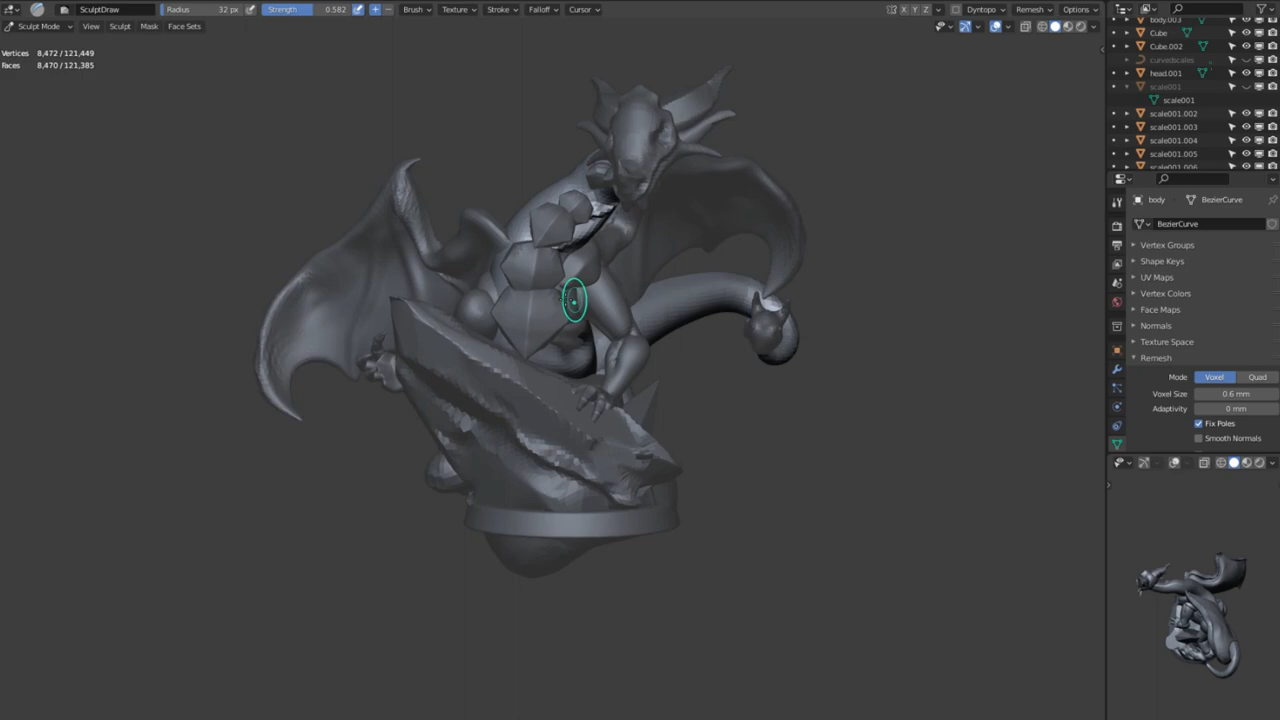 SculptDraw Radius 32 px Strength 0.582 Brush Texture Stroke Falloff Cursor X Y Z Dyntopo Remesh Options
Sculpt Mode View Sculpt Mask Face Sets
Vertices 8,472 / 121,449
Faces 8,470 / 121,385
body.003
Cube
Cube.002
curvedscales
head.001
scale001
scale001
scale001.002
scale001.003
scale001.004
scale001.005
scale001.006
body BezierCurve
BezierCurve
Vertex Groups
Shape Keys
UV Maps
Vertex Colors
Face Maps
Normals
Texture Space
Remesh
Mode Voxel Quad
Voxel Size 0.6 mm
Adaptivity 0 mm
Fix Poles
Smooth Normals